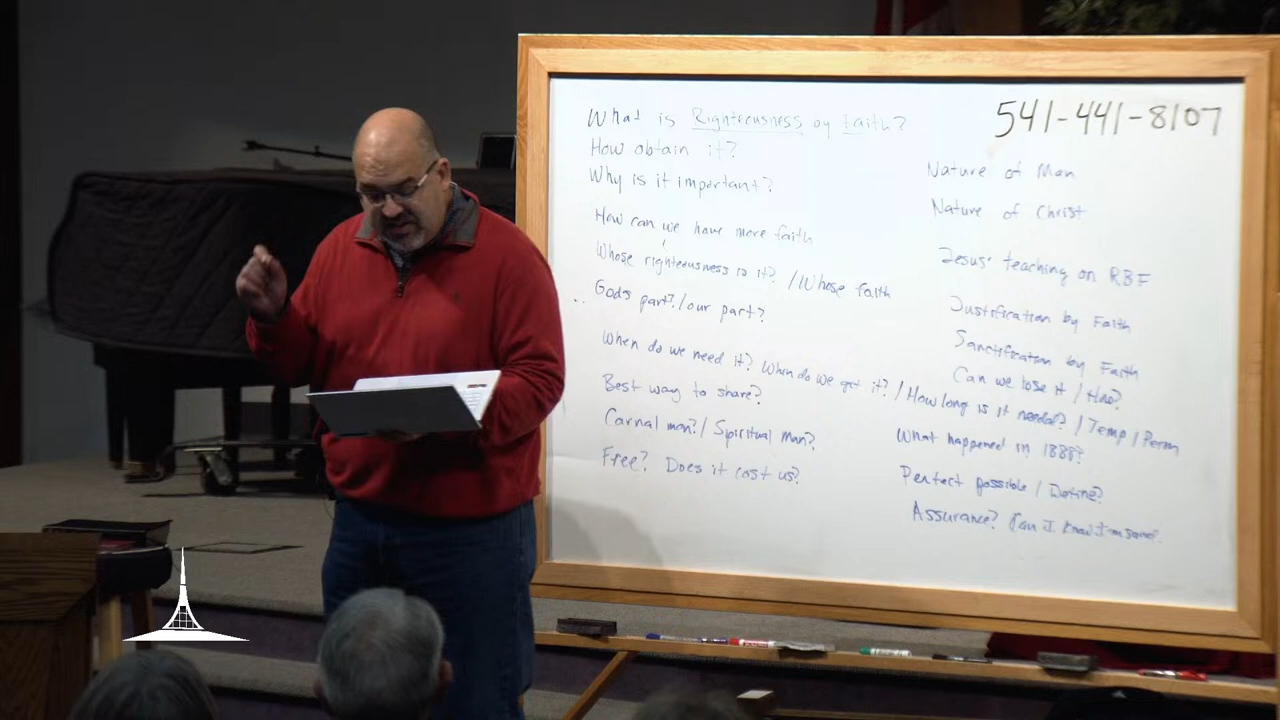 What is Righteousness by Faith?
How obtain it?
Why is it important?
How can we have more faith
Whose righteousness is it? / Whose faith
God's part? / our part?
When do we need it? When do we get it? / How long is it needed? / Temp / Perm
Best way to share?
Carnal man? / Spiritual man?
Free? Does it cost us?
541-441-8107
Nature of Man
Nature of Christ
Jesus' teaching on RBF
Justification by Faith
Sanctification by Faith
Can we lose it / How?
What happened in 1888?
Perfect possible / Define?
Assurance? Can I know I'm saved?